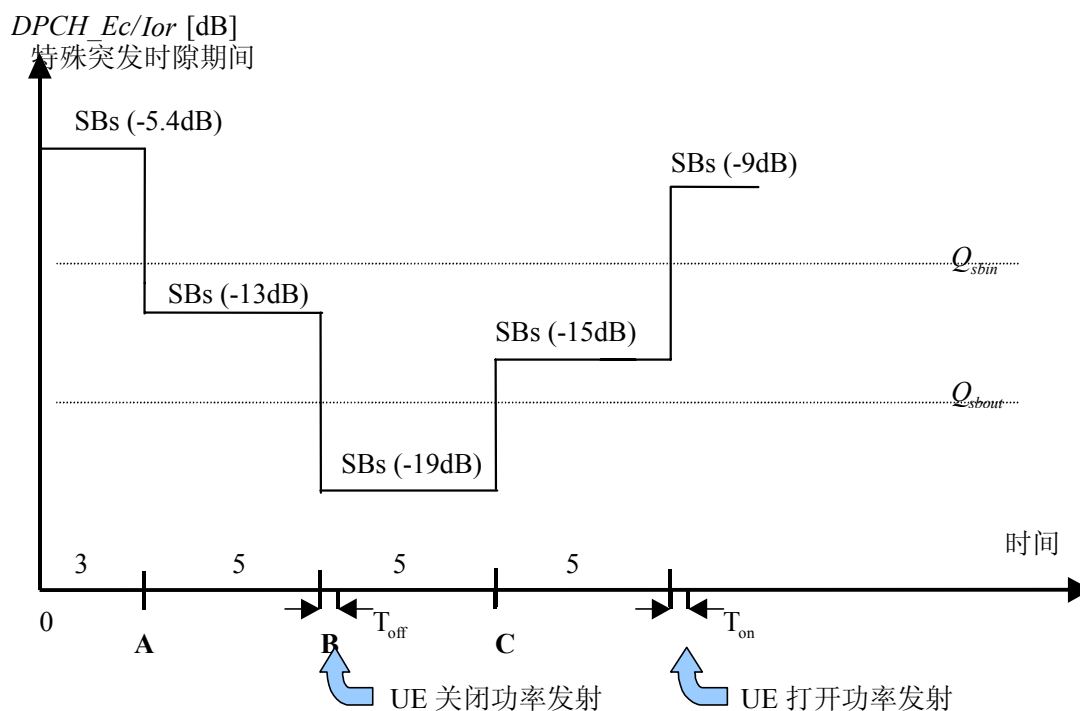 DPCH_Ec/Ior [dB]
特殊突发时隙期间
SBs (-5.4dB)
SBs (-9dB)
Qsbin
SBs (-13dB)
SBs (-15dB)
Qsbout
SBs (-19dB)
时间
3 5 5 5
0 Toff Ton
A B C
UE 关闭功率发射 UE 打开功率发射